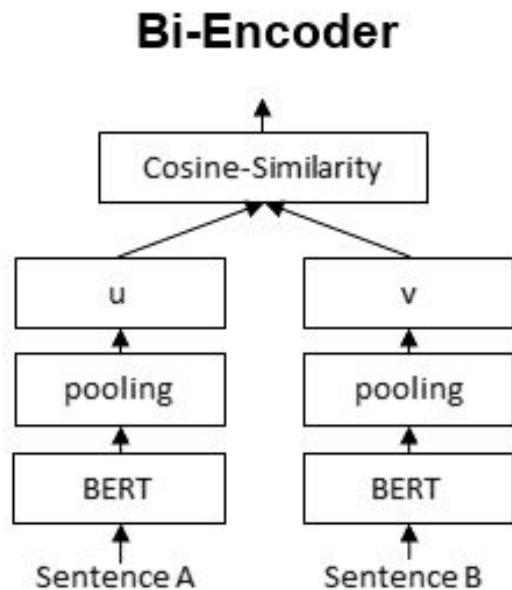 Bi-Encoder
Cosine-Similarity
u v
pooling pooling
BERT BERT
Sentence A Sentence B